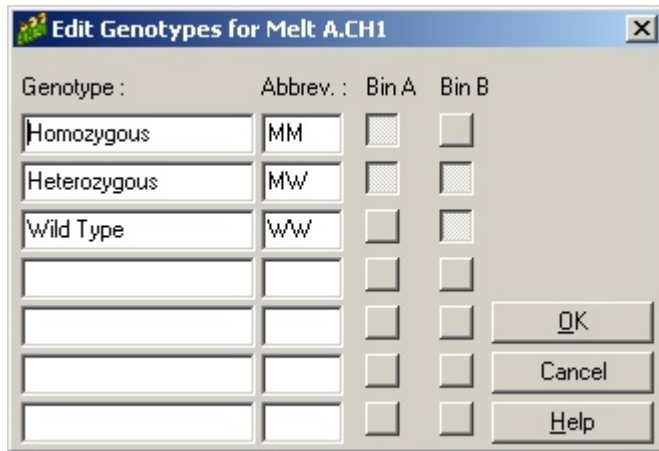 Edit Genotypes for Melt A.CH1
Genotype : Abbrev. : Bin A Bin B
Homozygous MM
Heterozygous MW
Wild Type WW
OK
Cancel
Help